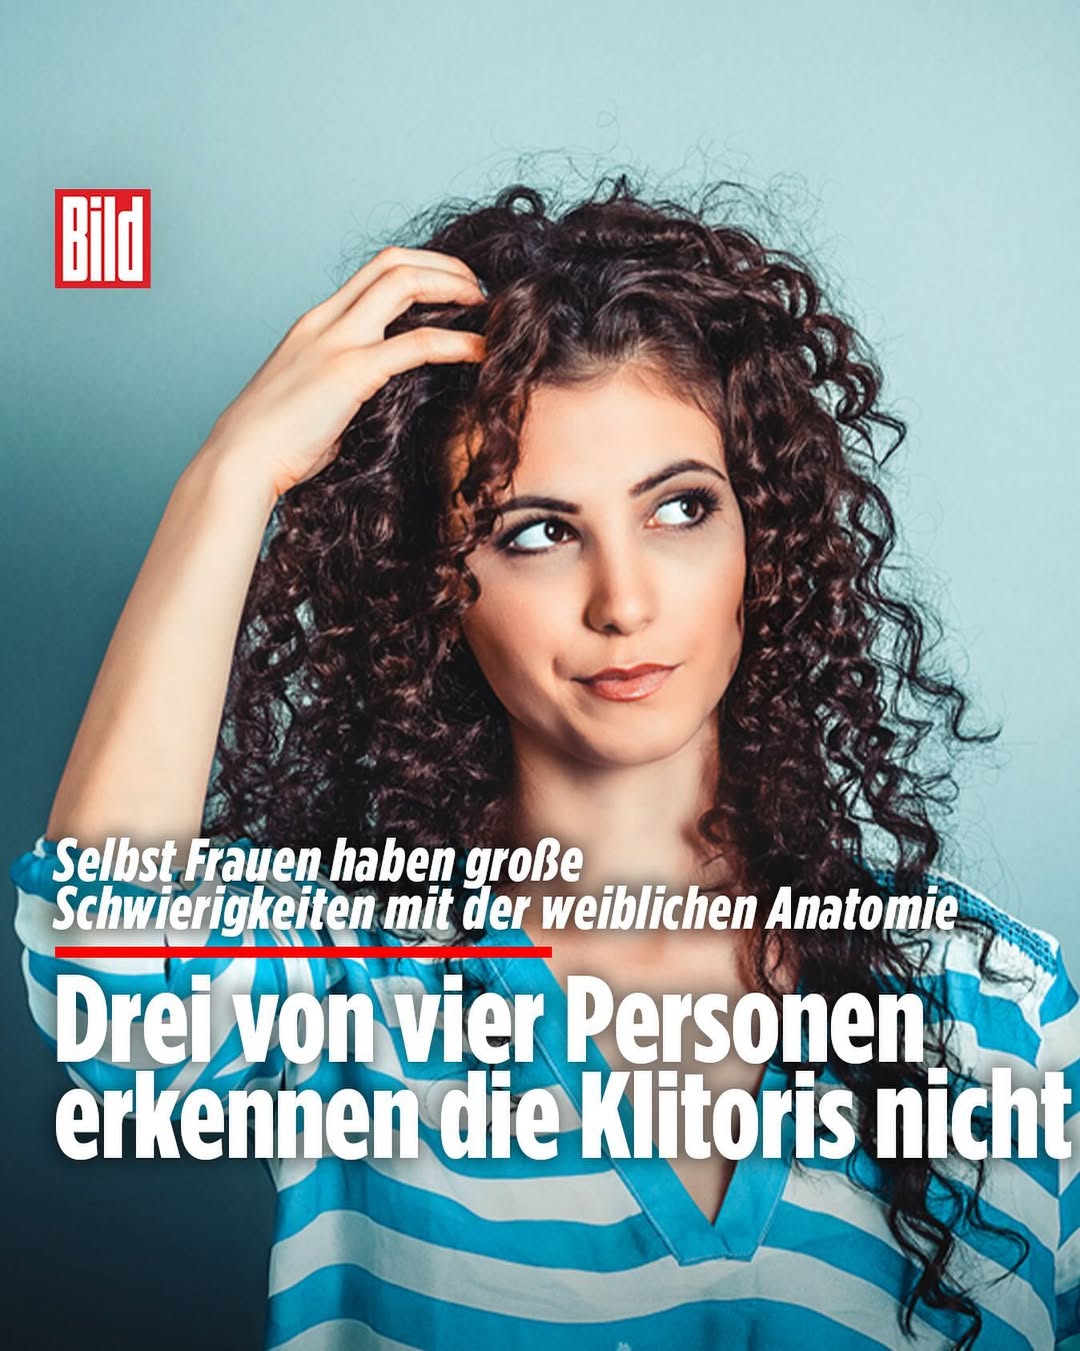 Bild
Selbst Frauen haben große
Schwierigkeiten mit der weiblichen Anatomie
Drei von vier Personen
erkennen die Klitoris nicht